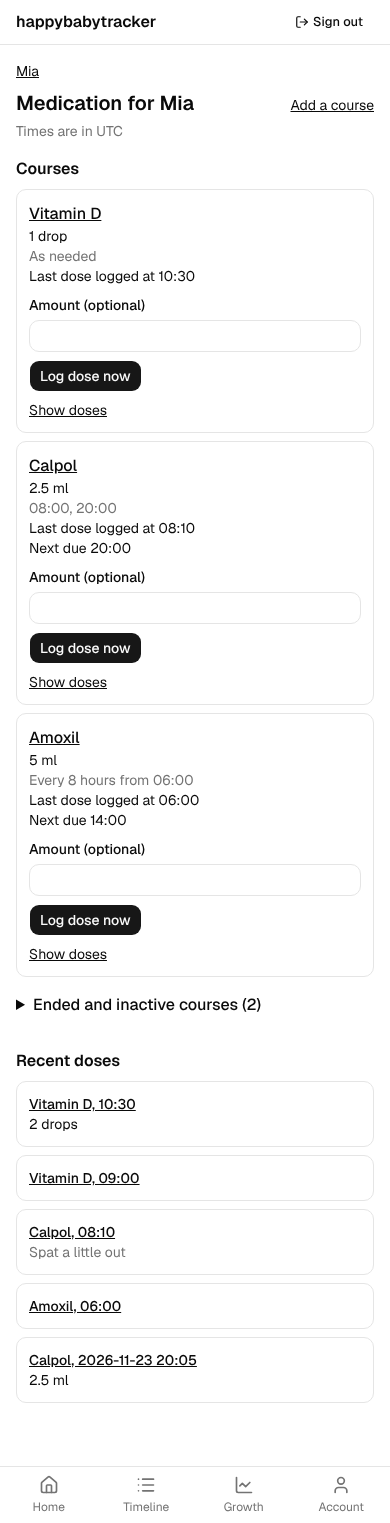 happybabytracker
Sign out
Mia
Medication for Mia
Add a course
Times are in UTC
Courses
Vitamin D
1 drop
As needed
Last dose logged at 10:30
Amount (optional)
Log dose now
Show doses
Calpol
2.5 ml
08:00, 20:00
Last dose logged at 08:10
Next due 20:00
Amount (optional)
Log dose now
Show doses
Amoxil
5 ml
Every 8 hours from 06:00
Last dose logged at 06:00
Next due 14:00
Amount (optional)
Log dose now
Show doses
Ended and inactive courses (2)
Recent doses
Vitamin D, 10:30
2 drops
Vitamin D, 09:00
Calpol, 08:10
Spat a little out
Amoxil, 06:00
Calpol, 2026-11-23 20:05
2.5 ml
Home
Timeline
Growth
Account